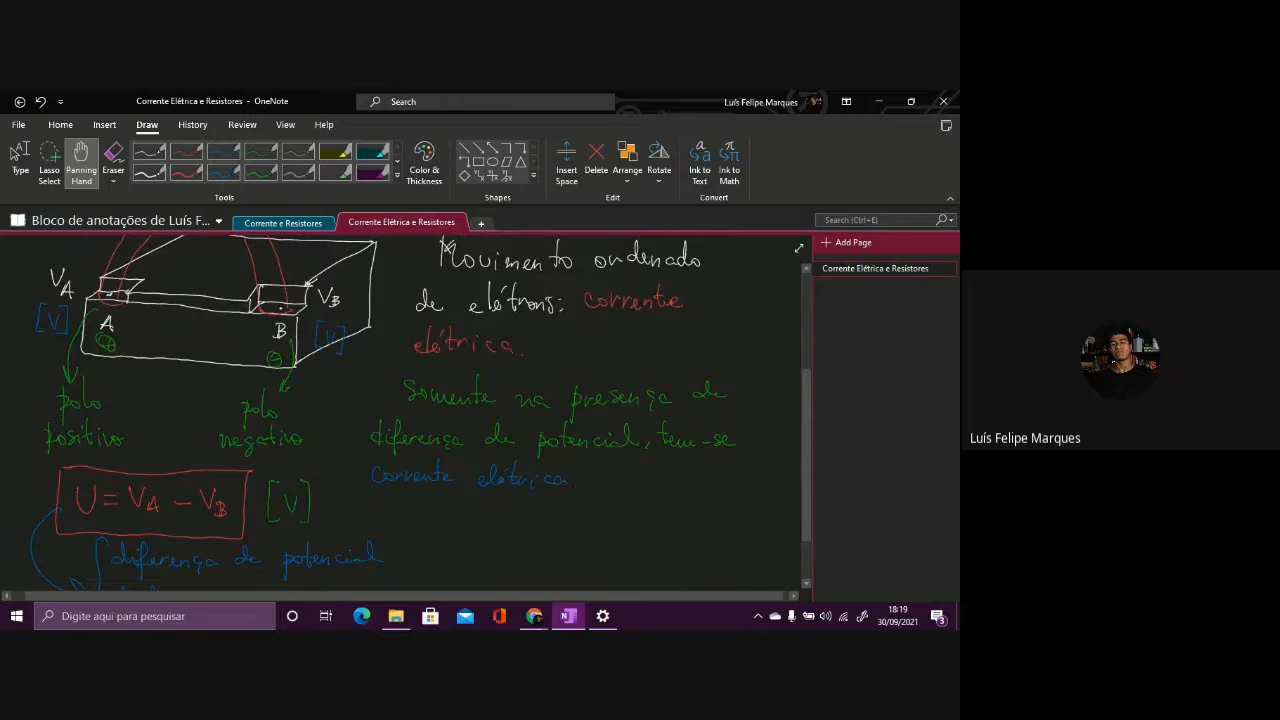 Corrente Elétrica e Resistores - OneNote
Search
Luís Felipe Marques
File Home Insert Draw History Review View Help
Type
Lasso Select
Panning Hand
Eraser
Color & Thickness
Insert Space
Delete
Arrange
Rotate
Ink to Text
Ink to Math
Tools
Shapes
Edit
Convert
Bloco de anotações de Luís F...
Corrente e Resistores
Corrente Elétrica e Resistores
+
Search (Ctrl+E)
Add Page
Corrente Elétrica e Resistores
Movimento ordenado
de elétrons: corrente
elétrica.
VA
[V]
A
VB
[V]
B
polo
positivo
polo
negativo
Somente na presença de
diferença de potencial, tem-se
corrente elétrica.
U = VA - VB [V]
diferença de potencial
Luís Felipe Marques
Digite aqui para pesquisar
18:19
30/09/2021
3